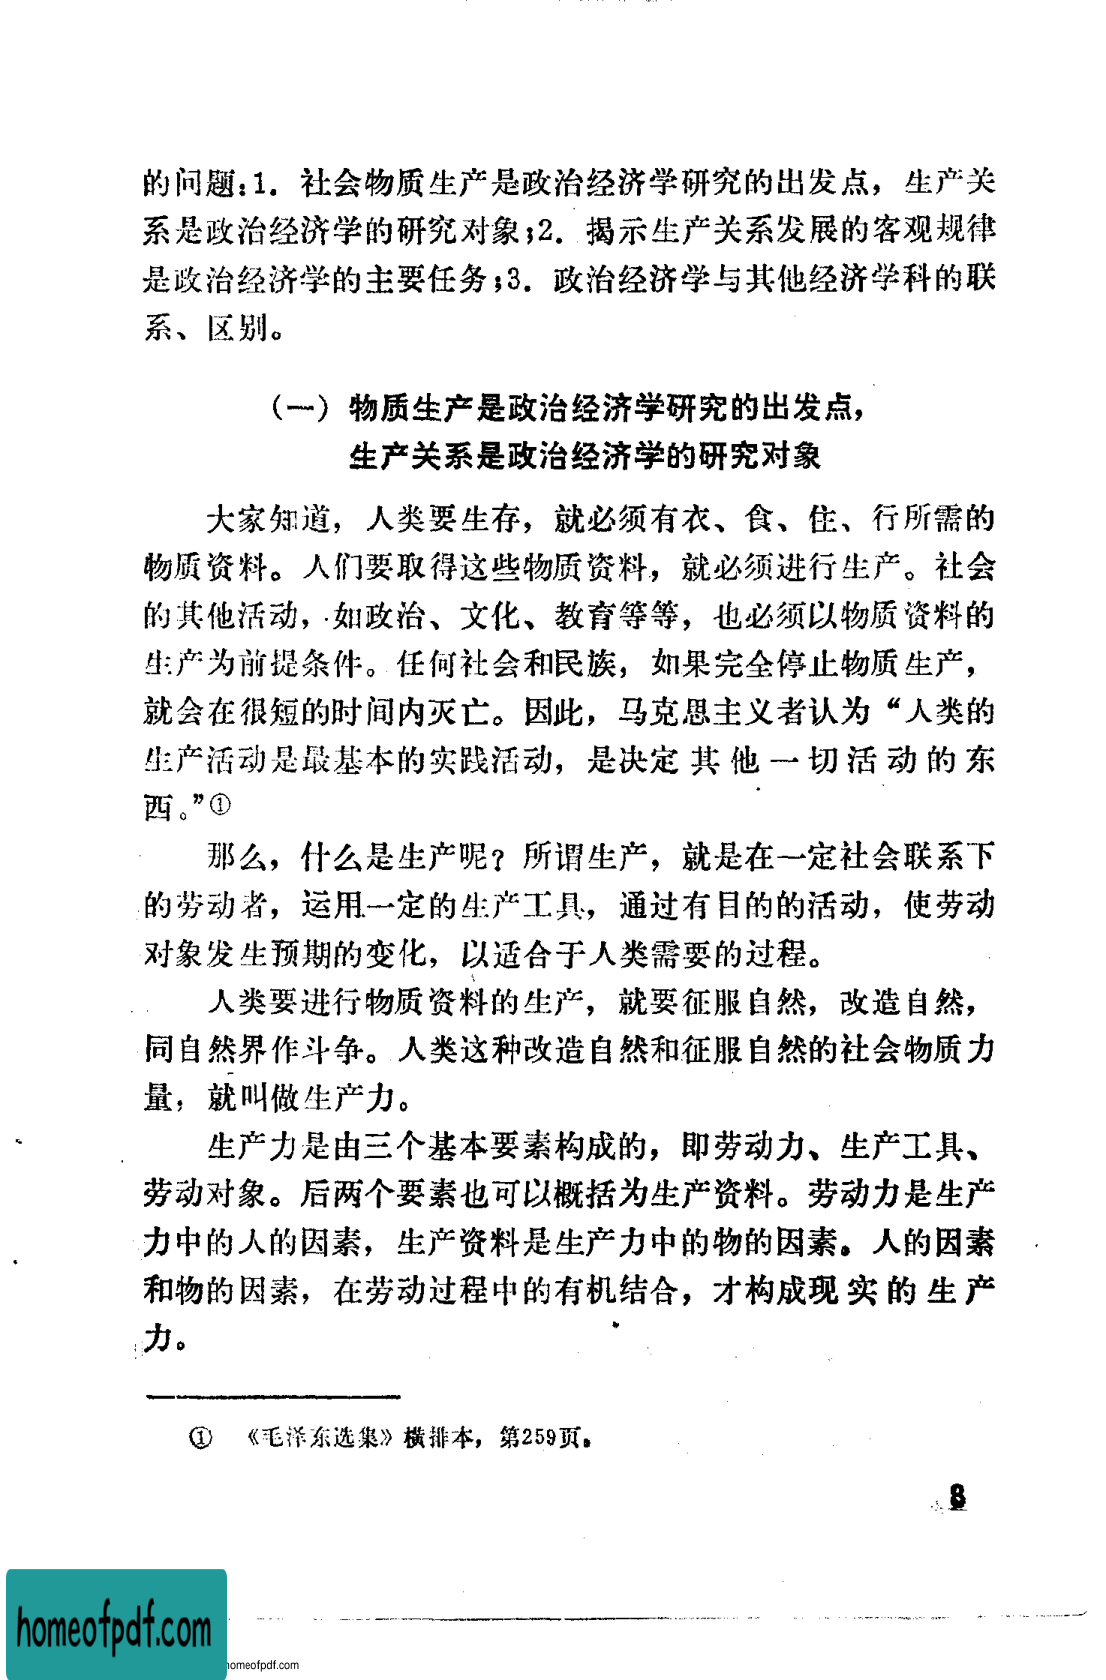 的问题：1．社会物质生产是政治经济学研究的出发点，生产关
系是政治经济学的研究对象；2．揭示生产关系发展的客观规律
是政治经济学的主要任务；3．政治经济学与其他经济学科的联
系、区别。
（一）物质生产是政治经济学研究的出发点，
生产关系是政治经济学的研究对象
大家知道，人类要生存，就必须有衣、食、住、行所需的
物质资料。人们要取得这些物质资料，就必须进行生产。社会
的其他活动，如政治、文化、教育等等，也必须以物质资料的
生产为前提条件。任何社会和民族，如果完全停止物质生产，
就会在很短的时间内灭亡。因此，马克思主义者认为“人类的
生产活动是最基本的实践活动，是决定其他一切活动的东
西。”①
那么，什么是生产呢？所谓生产，就是在一定社会联系下
的劳动者，运用一定的生产工具，通过有目的的活动，使劳动
对象发生预期的变化，以适合于人类需要的过程。
人类要进行物质资料的生产，就要征服自然，改造自然，
同自然界作斗争。人类这种改造自然和征服自然的社会物质力
量，就叫做生产力。
生产力是由三个基本要素构成的，即劳动力、生产工具、
劳动对象。后两个要素也可以概括为生产资料。劳动力是生产
力中的人的因素，生产资料是生产力中的物的因素。人的因素
和物的因素，在劳动过程中的有机结合，才构成现实的生产
力。
① 《毛泽东选集》横排本，第259页。
8
homeofpdf.com
homeofpdf.com